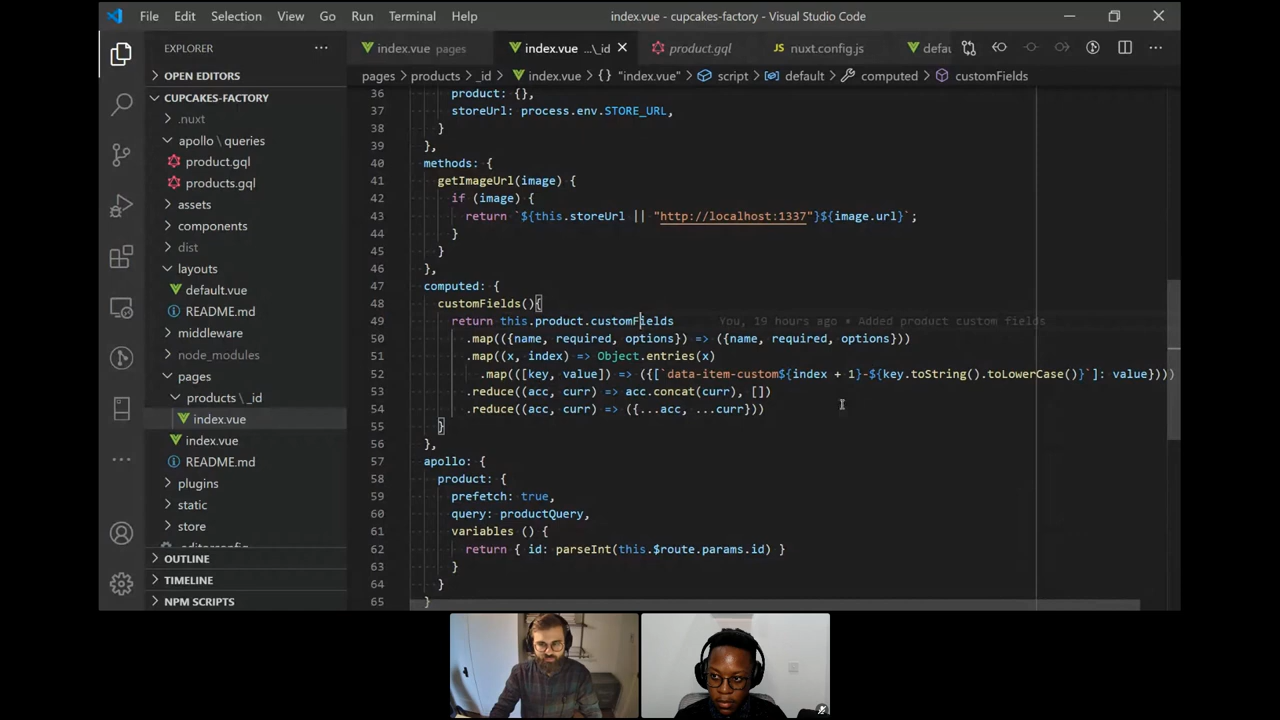 File Edit Selection View Go Run Terminal Help index.vue - cupcakes-factory - Visual Studio Code
EXPLORER
index.vue pages index.vue ...\_id product.gql nuxt.config.js defau
OPEN EDITORS
pages products _id index.vue {} "index.vue" script default computed customFields
CUPCAKES-FACTORY
.nuxt
apollo \ queries
product.gql
products.gql
assets
components
dist
layouts
default.vue
README.md
middleware
node_modules
pages
products \ _id
index.vue
index.vue
README.md
plugins
static
store
.editorconfig
OUTLINE
TIMELINE
NPM SCRIPTS
36 product: {},
37 storeUrl: process.env.STORE_URL,
38 }
39 },
40 methods: {
41 getImageUrl(image) {
42 if (image) {
43 return `${this.storeUrl || "http://localhost:1337"}${image.url}`;
44 }
45 }
46 },
47 computed: {
48 customFields(){
49 return this.product.customFields You, 19 hours ago • Added product custom fields
50 .map(({name, required, options}) => ({name, required, options}))
51 .map((x, index) => Object.entries(x)
52 .map(([key, value]) => ({[`data-item-custom${index + 1}-${key.toString().toLowerCase()}`]: value})))
53 .reduce((acc, curr) => acc.concat(curr), [])
54 .reduce((acc, curr) => ({...acc, ...curr}))
55 }
56 },
57 apollo: {
58 product: {
59 prefetch: true,
60 query: productQuery,
61 variables () {
62 return { id: parseInt(this.$route.params.id) }
63 }
64 }
65 }